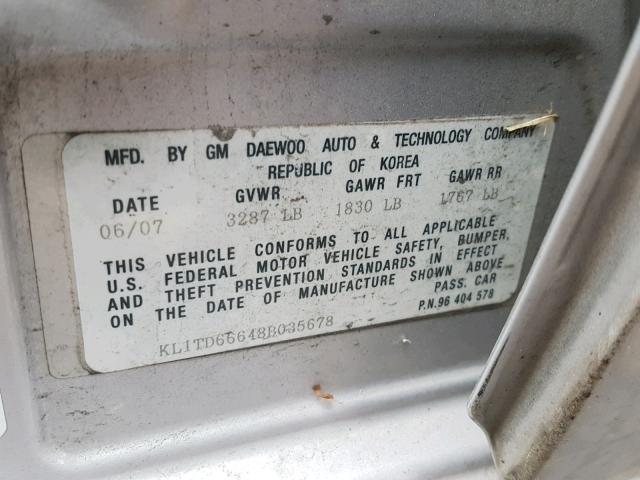 MFD. BY GM DAEWOO AUTO & TECHNOLOGY COMPANY
REPUBLIC OF KOREA
DATE GVWR GAWR FRT GAWR RR
06/07 3287 LB 1830 LB 1767 LB
THIS VEHICLE CONFORMS TO ALL APPLICABLE
U.S. FEDERAL MOTOR VEHICLE SAFETY, BUMPER,
AND THEFT PREVENTION STANDARDS IN EFFECT
ON THE DATE OF MANUFACTURE SHOWN ABOVE
PASS. CAR
P.N.96 404 578
KL1TD66648B035678